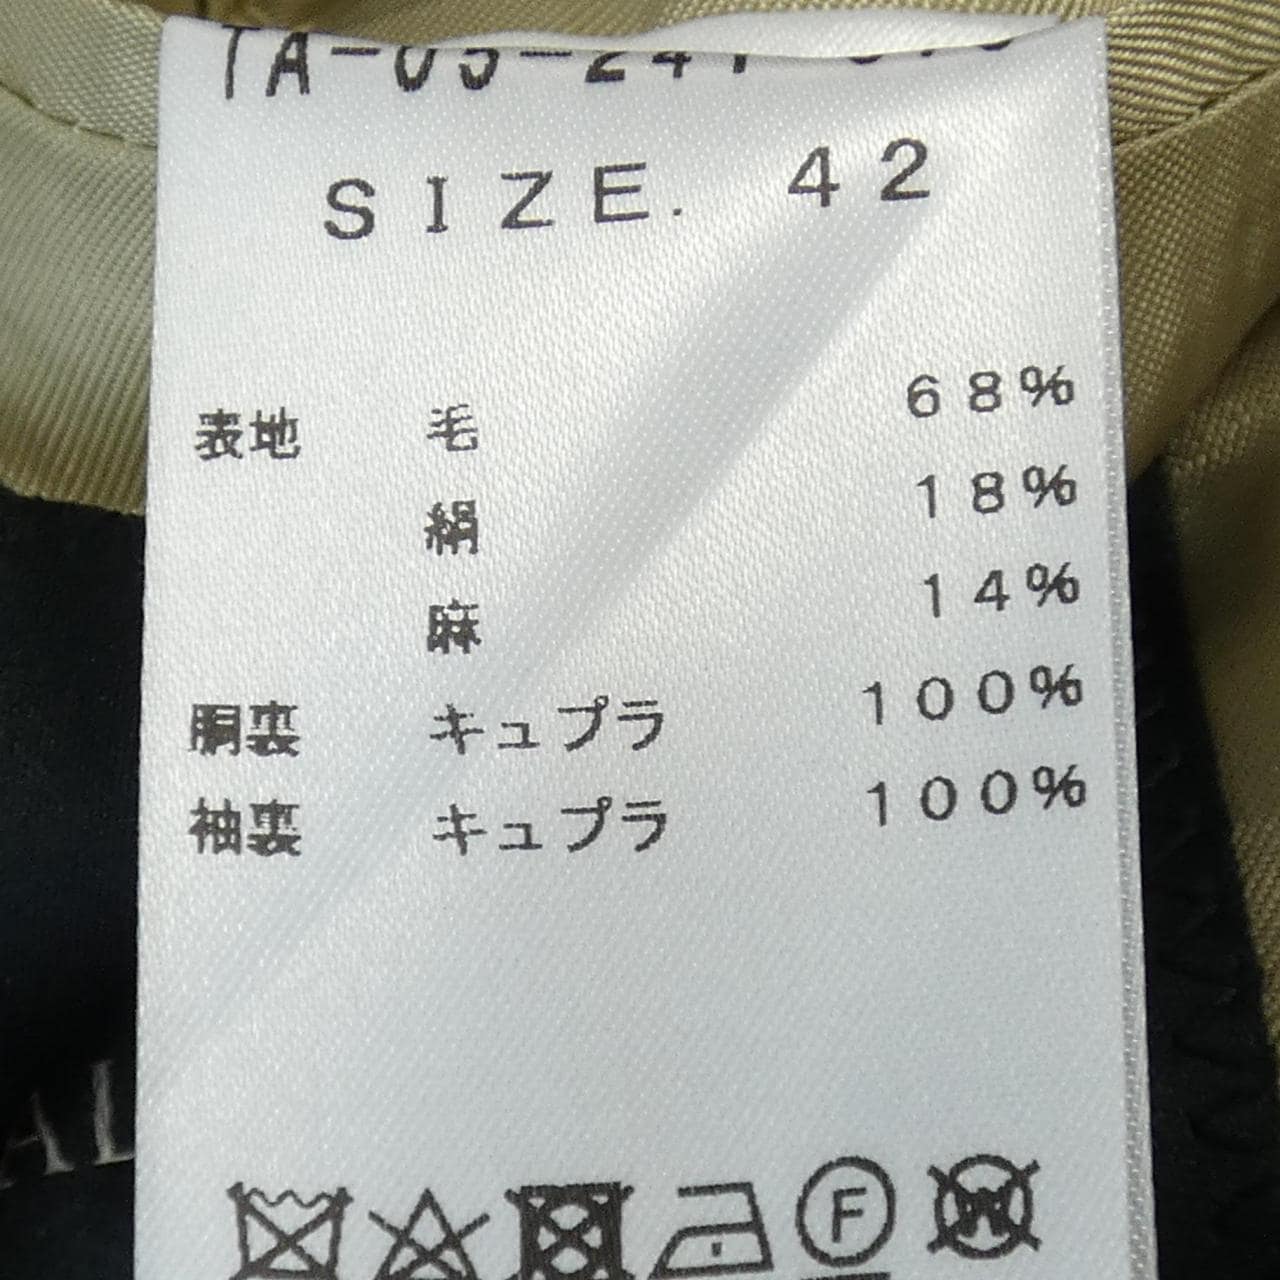 SIZE. 42
表地 毛 68%
絹 18%
麻 14%
胴裏 キュプラ 100%
袖裏 キュプラ 100%
AL
F
W